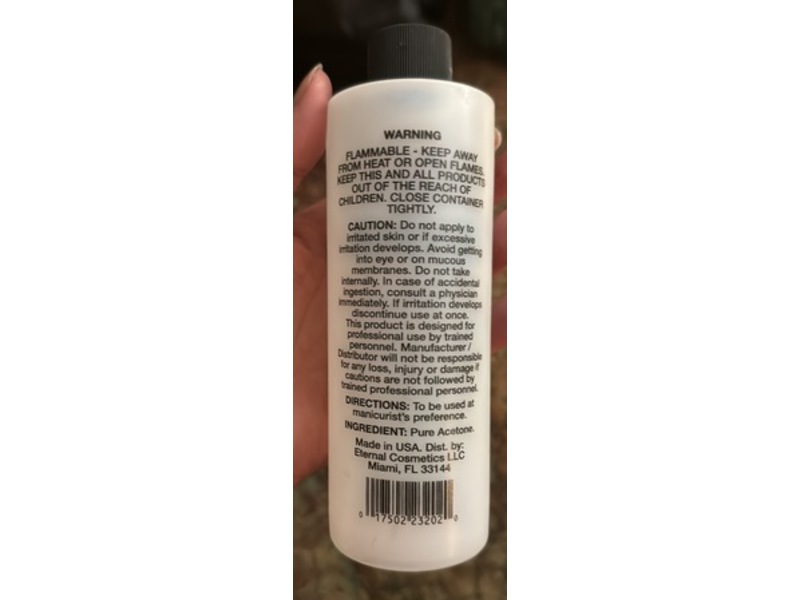 WARNING
FLAMMABLE - KEEP AWAY
FROM HEAT OR OPEN FLAMES.
KEEP THIS AND ALL PRODUCTS
OUT OF THE REACH OF
CHILDREN. CLOSE CONTAINER
TIGHTLY.
CAUTION: Do not apply to
irritated skin or if excessive
irritation develops. Avoid getting
into eye or on mucous
membranes. Do not take
internally. In case of accidental
ingestion, consult a physician
immediately. If irritation develops
discontinue use at once.
This product is designed for
professional use by trained
personnel. Manufacturer /
Distributor will not be responsible
for any loss, injury or damage if
cautions are not followed by
trained professional personnel.
DIRECTIONS: To be used at
manicurist's preference.
INGREDIENT: Pure Acetone.
Made in USA. Dist. by:
Eternal Cosmetics LLC
Miami, FL 33144
0 17502 23202 0